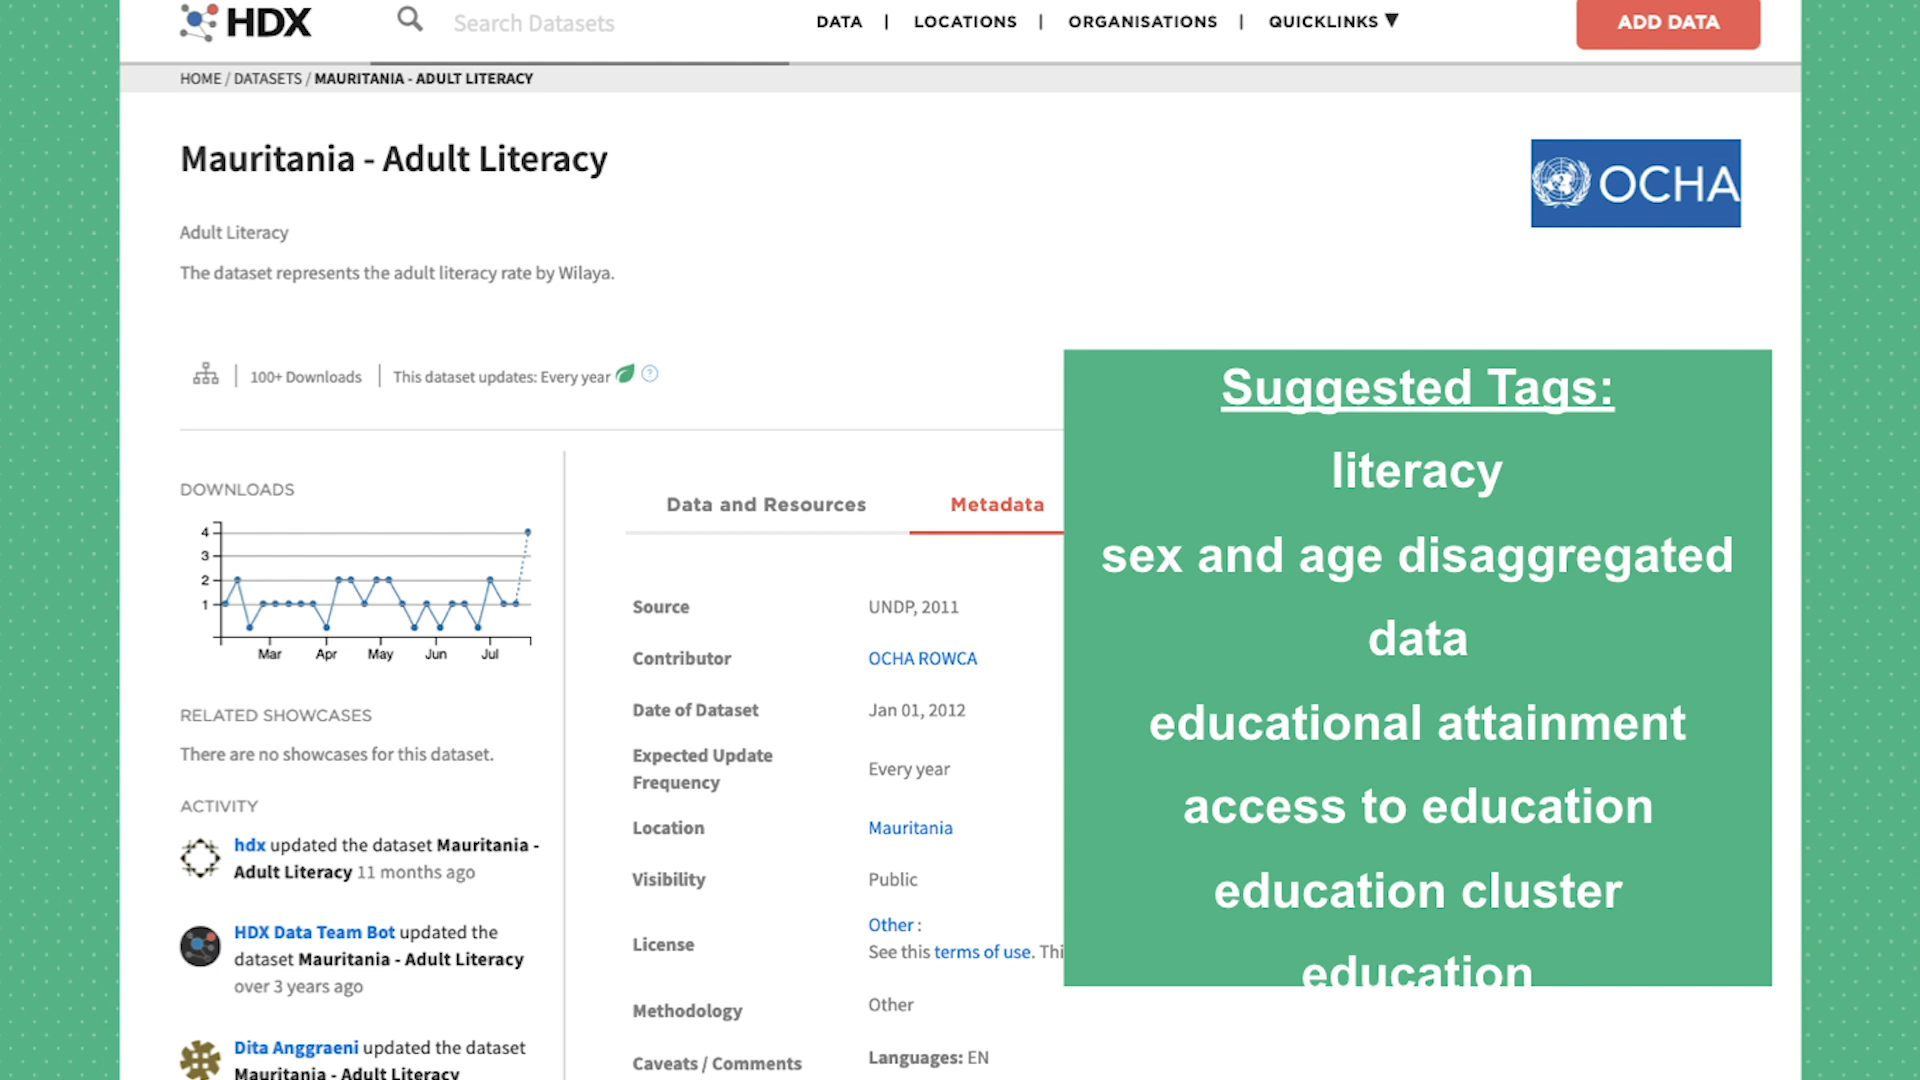 HDX
Search Datasets
DATA | LOCATIONS | ORGANISATIONS | QUICKLINKS ▼
ADD DATA
HOME / DATASETS / MAURITANIA - ADULT LITERACY
Mauritania - Adult Literacy
OCHA
Adult Literacy
The dataset represents the adult literacy rate by Wilaya.
100+ Downloads | This dataset updates: Every year ?
DOWNLOADS
4
3
2
1
Mar Apr May Jun Jul
RELATED SHOWCASES
There are no showcases for this dataset.
ACTIVITY
hdx updated the dataset Mauritania -
Adult Literacy 11 months ago
HDX Data Team Bot updated the
dataset Mauritania - Adult Literacy
over 3 years ago
Dita Anggraeni updated the dataset
Mauritania - Adult Literacy
Data and Resources
Metadata
Source UNDP, 2011
Contributor OCHA ROWCA
Date of Dataset Jan 01, 2012
Expected Update
Frequency
Every year
Location Mauritania
Visibility Public
License
Other :
See this terms of use. Thi
Methodology Other
Caveats / Comments Languages: EN
Suggested Tags:
literacy
sex and age disaggregated
data
educational attainment
access to education
education cluster
education